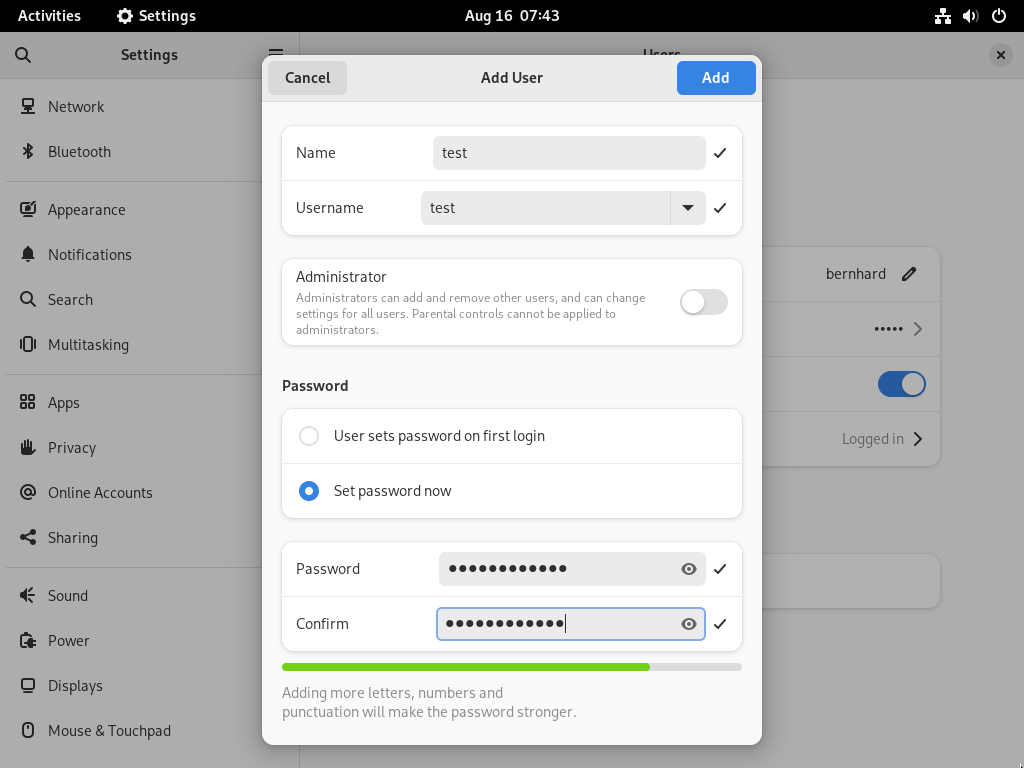 Activities Settings Aug 16 07:43
Settings
Cancel Add User Add
Network
Bluetooth
Appearance
Notifications
Search
Multitasking
Apps
Privacy
Online Accounts
Sharing
Sound
Power
Displays
Mouse & Touchpad
Name test
Username test
Administrator
Administrators can add and remove other users, and can change
settings for all users. Parental controls cannot be applied to
administrators.
Password
User sets password on first login
Set password now
Password ●●●●●●●●●●●●
Confirm ●●●●●●●●●●●●
Adding more letters, numbers and
punctuation will make the password stronger.
Users
bernhard
•••••
Logged in